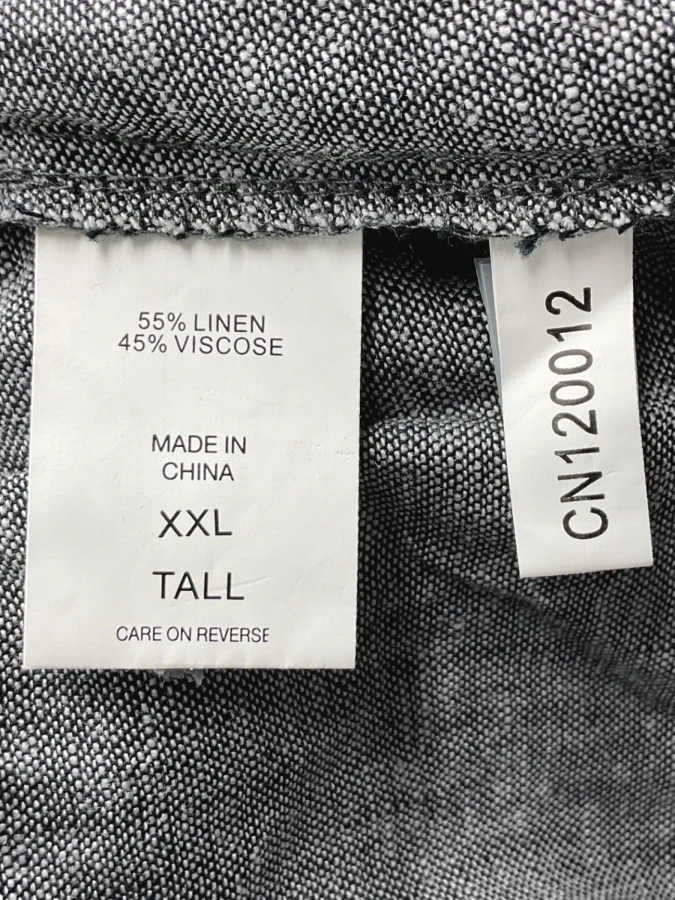 55% LINEN
45% VISCOSE
MADE IN
CHINA
XXL
TALL
CARE ON REVERSE
CN120012